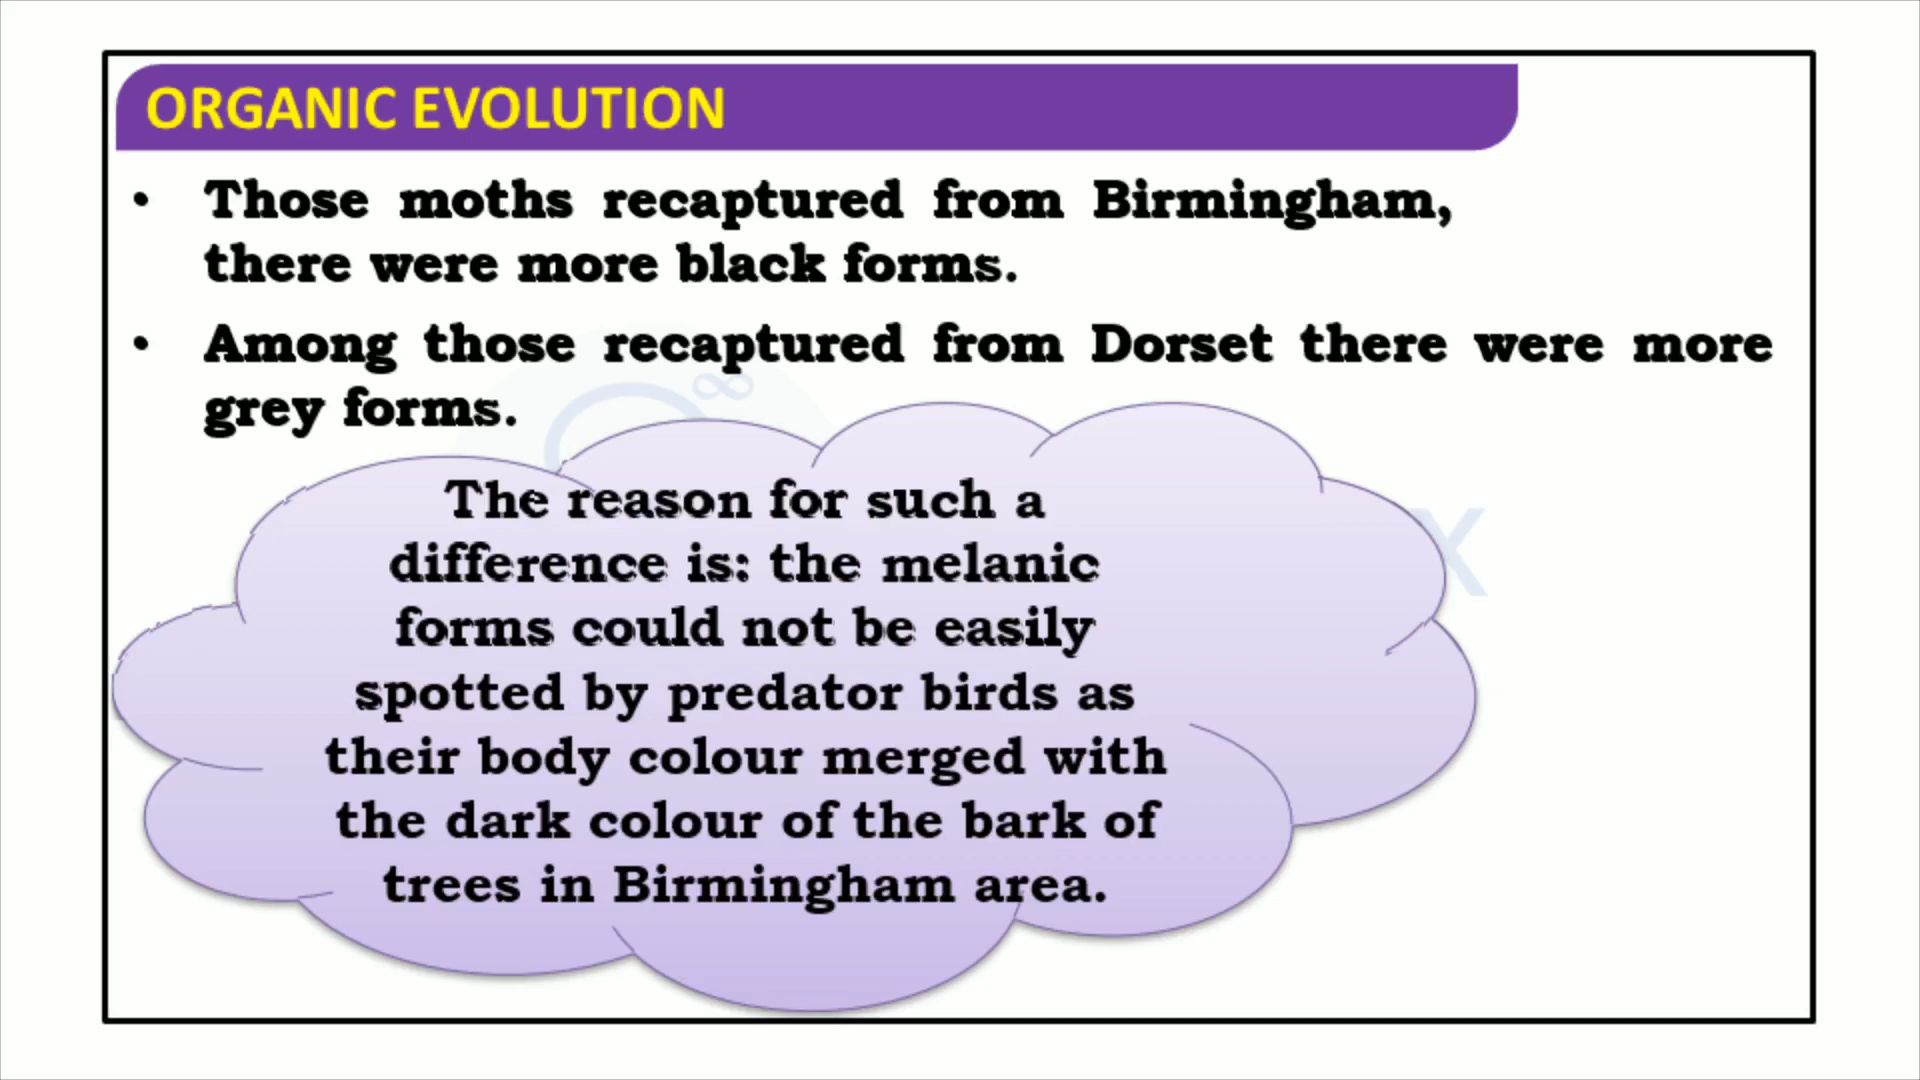 ORGANIC EVOLUTION
• Those moths recaptured from Birmingham,
there were more black forms.
• Among those recaptured from Dorset there were more
grey forms.
The reason for such a
difference is: the melanic
forms could not be easily
spotted by predator birds as
their body colour merged with
the dark colour of the bark of
trees in Birmingham area.